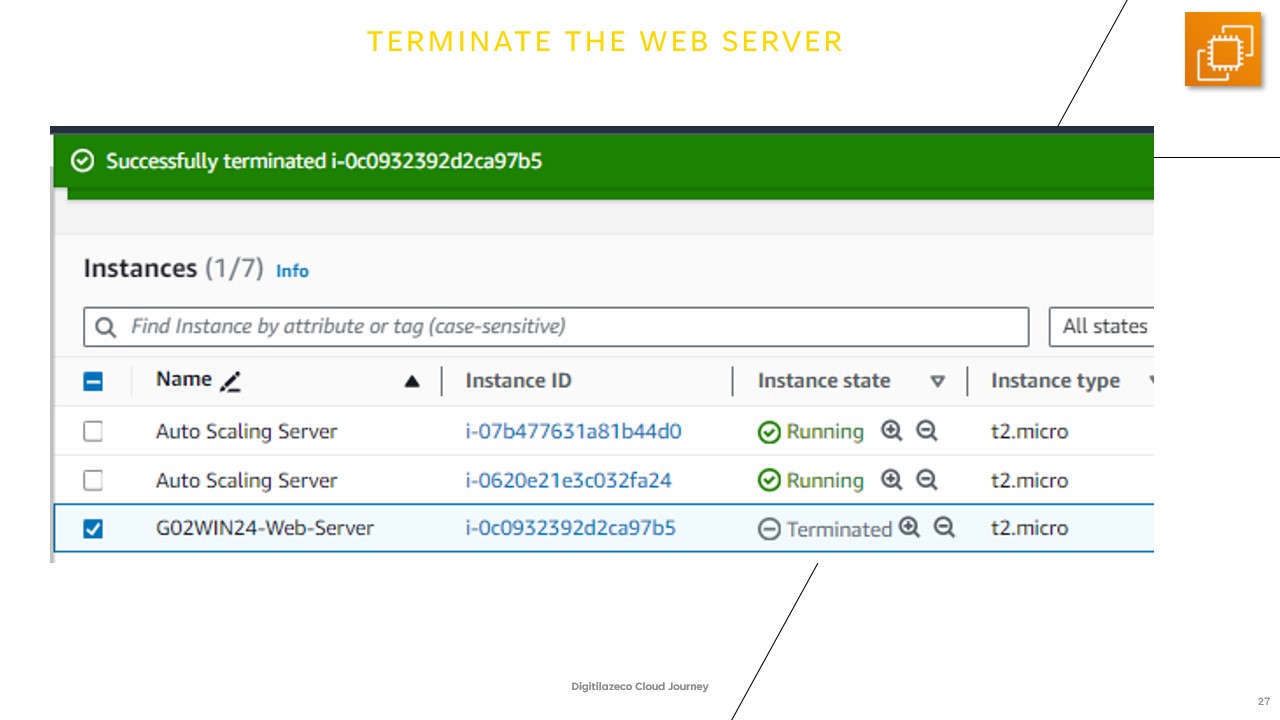 TERMINATE THE WEB SERVER
Successfully terminated i-0c0932392d2ca97b5
Instances (1/7) Info
Find Instance by attribute or tag (case-sensitive) All states
Name Instance ID Instance state Instance type
Auto Scaling Server i-07b477631a81b44d0 Running t2.micro
Auto Scaling Server i-0620e21e3c032fa24 Running t2.micro
G02WIN24-Web-Server i-0c0932392d2ca97b5 Terminated t2.micro
Digitilazeco Cloud Journey
27